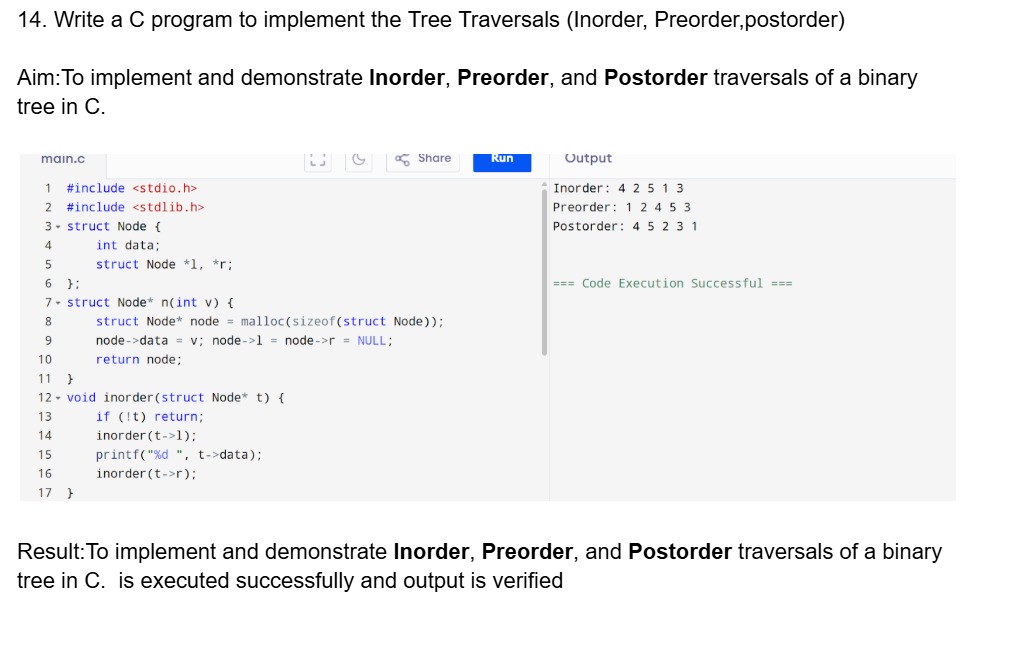 14. Write a C program to implement the Tree Traversals (Inorder, Preorder,postorder)
Aim:To implement and demonstrate Inorder, Preorder, and Postorder traversals of a binary
tree in C.
main.c Share Run Output
1 #include <stdio.h>
2 #include <stdlib.h>
3 struct Node {
4 int data;
5 struct Node *l, *r;
6 };
7 struct Node* n(int v) {
8 struct Node* node = malloc(sizeof(struct Node));
9 node->data = v; node->l = node->r = NULL;
10 return node;
11 }
12 void inorder(struct Node* t) {
13 if (!t) return;
14 inorder(t->l);
15 printf("%d ", t->data);
16 inorder(t->r);
17 }
Inorder: 4 2 5 1 3
Preorder: 1 2 4 5 3
Postorder: 4 5 2 3 1
=== Code Execution Successful ===
Result:To implement and demonstrate Inorder, Preorder, and Postorder traversals of a binary
tree in C.  is executed successfully and output is verified